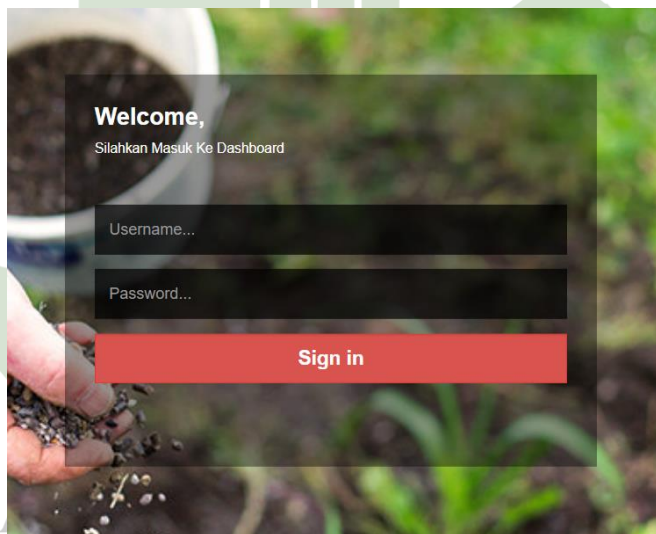 Welcome,
Silahkan Masuk Ke Dashboard
Username...
Password...
Sign in